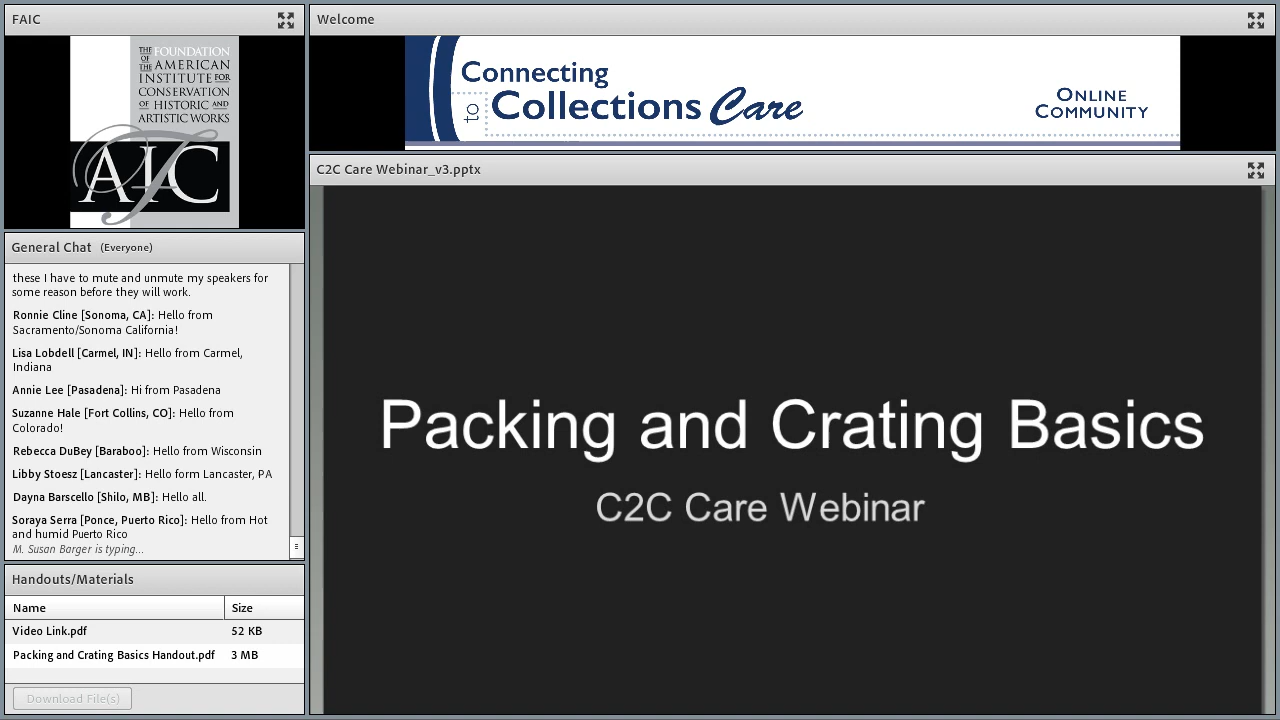 FAIC
THE FOUNDATION
OF THE AMERICAN
INSTITUTE FOR
CONSERVATION
OF HISTORIC AND
ARTISTIC WORKS
AIC
Welcome
Connecting
to Collections Care
ONLINE
COMMUNITY
General Chat (Everyone)
these I have to mute and unmute my speakers for
some reason before they will work.
Ronnie Cline [Sonoma, CA]: Hello from
Sacramento/Sonoma California!
Lisa Lobdell [Carmel, IN]: Hello from Carmel,
Indiana
Annie Lee [Pasadena]: Hi from Pasadena
Suzanne Hale [Fort Collins, CO]: Hello from
Colorado!
Rebecca DuBey [Baraboo]: Hello from Wisconsin
Libby Stoesz [Lancaster]: Hello form Lancaster, PA
Dayna Barscello [Shilo, MB]: Hello all.
Soraya Serra [Ponce, Puerto Rico]: Hello from Hot
and humid Puerto Rico
M. Susan Barger is typing...
Handouts/Materials
Name Size
Video Link.pdf 52 KB
Packing and Crating Basics Handout.pdf 3 MB
Download File(s)
C2C Care Webinar_v3.pptx
Packing and Crating Basics
C2C Care Webinar